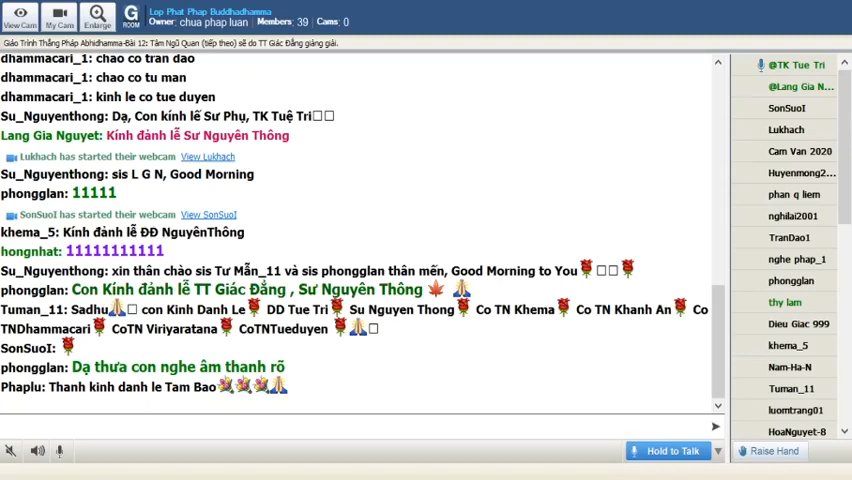 Lop Phat Phap Buddhadhamma
Owner: chua phap luan Members: 39 Cams: 0
View Cam
My Cam
Enlarge
G
ROOM
Giáo Trình Thắng Pháp Abhidhamma-Bài 12: Tâm Ngũ Quan (tiếp theo) sẽ do TT Giác Đẳng giảng giải.
dhammacari_1: chao co tran dao
dhammacari_1: chao co tu man
dhammacari_1: kinh le co tue duyen
Su_Nguyenthong: Dạ, Con kính lễ Sư Phụ, TK Tuệ Trị
Lang Gia Nguyet: Kính đảnh lễ Sư Nguyên Thông
Lukhach has started their webcam View Lukhach
Su_Nguyenthong: sis L G N, Good Morning
phongglan: 11111
SonSuoI has started their webcam View SonSuoI
khema_5: Kính đảnh lễ ĐĐ NguyênThông
hongnhat: 11111111111
Su_Nguyenthong: xin thân chào sis Tư Mẫn_11 và sis phongglan thân mến, Good Morning to You
phongglan: Con Kính đảnh lễ TT Giác Đẳng , Sư Nguyên Thông
Tuman_11: Sadhu con Kinh Danh Le DD Tue Tri Su Nguyen Thong Co TN Khema Co TN Khanh An Co
TNDhammacari CoTN Viriyaratana CoTNTueduyen
SonSuoI:
phongglan: Dạ thưa con nghe âm thanh rõ
Phaplu: Thanh kinh danh le Tam Bao
@TK Tue Tri
@Lang Gia N...
SonSuoI
Lukhach
Cam Van 2020
Huyenmong2...
phan q liem
nghilai2001
TranDao1
nghe phap_1
phongglan
thy lam
Dieu Giac 999
khema_5
Nam-Ha-N
Tuman_11
luomtrang01
HoaNguyet-8
Hold to Talk
Raise Hand